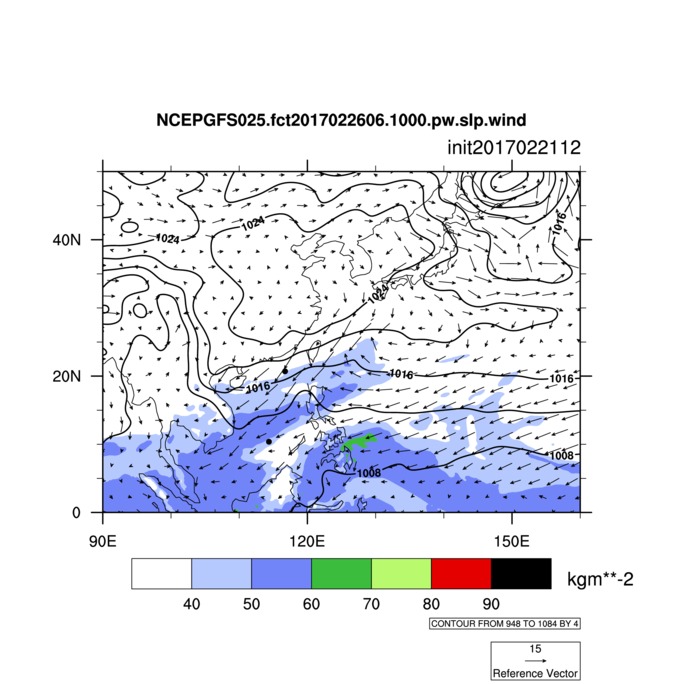 NCEPGFS025.fct2017022606.1000.pw.slp.wind
init2017022112
1024
1024
1016
40N
1024
20N
1016
1016
1016
1008
1008
0
90E 120E 150E
40 50 60 70 80 90
kgm**-2
CONTOUR FROM 948 TO 1084 BY 4
15
Reference Vector